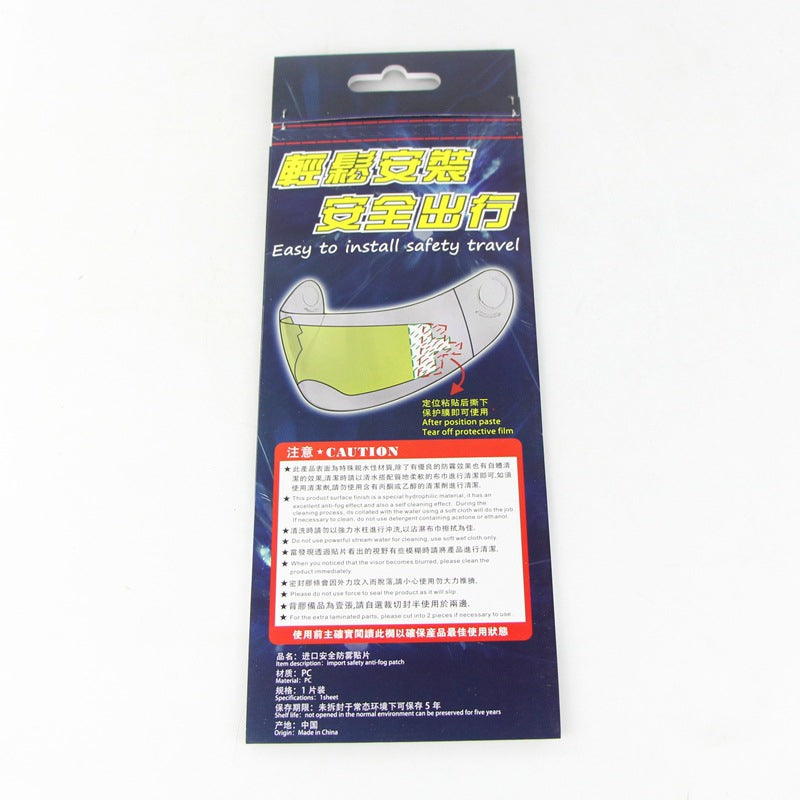 輕鬆安裝
安全出行
Easy to install safety travel
定位粘贴后撕下
保护膜即可使用
After position paste
Tear off protective film
注意★CAUTION
★此產品表面為特殊親水性材質,除了有優良的防霧效果也有自體清
潔的效果,清潔時請以清水搭配質地柔軟的布巾進行清潔即可.如須
使用清潔劑,請勿使用含有丙酮或乙醇的清潔劑進行清潔.
★This product surface finish is a special hydrophilic material, it has an
excellent anti-fog effect and also a self cleaning effect. During the
cleaning process, its collated with the water using a soft cloth will do the job.
If necessary to clean, do not use detergent containing acetone or ethanol.
★清洗時請勿以強力水柱進行沖洗,以沾濕布巾擦拭為佳.
★Do not use powerful stream water for cleaning, use soft wet cloth only.
★當發現透過貼片看出的視野有些模糊時請將產品進行清潔.
★When you noticed that the visor becomes blurred, please clean the
product immediately.
★密封膠條會因外力攻入而脫落,請小心使用勿大力推擠.
★Please do not use force to seal the product as it will slip.
★背膠備品為壹張,請自選裁切封半使用於兩邊.
★For the extra laminated parts, please cut into 2 pieces if necessary to use.
使用前主確實閱讀此欄以確保產品最佳使用狀態
品名：进口安全防雾贴片
Item description：import safety anti-fog patch
材质：PC
Material：PC
规格：1片装
Specifications：1sheet
保存期限：未拆封于常态环境下可保存5年
Shelf life：not opened in the normal environment can be preserved for five years
产地：中国
Origin：Made in China